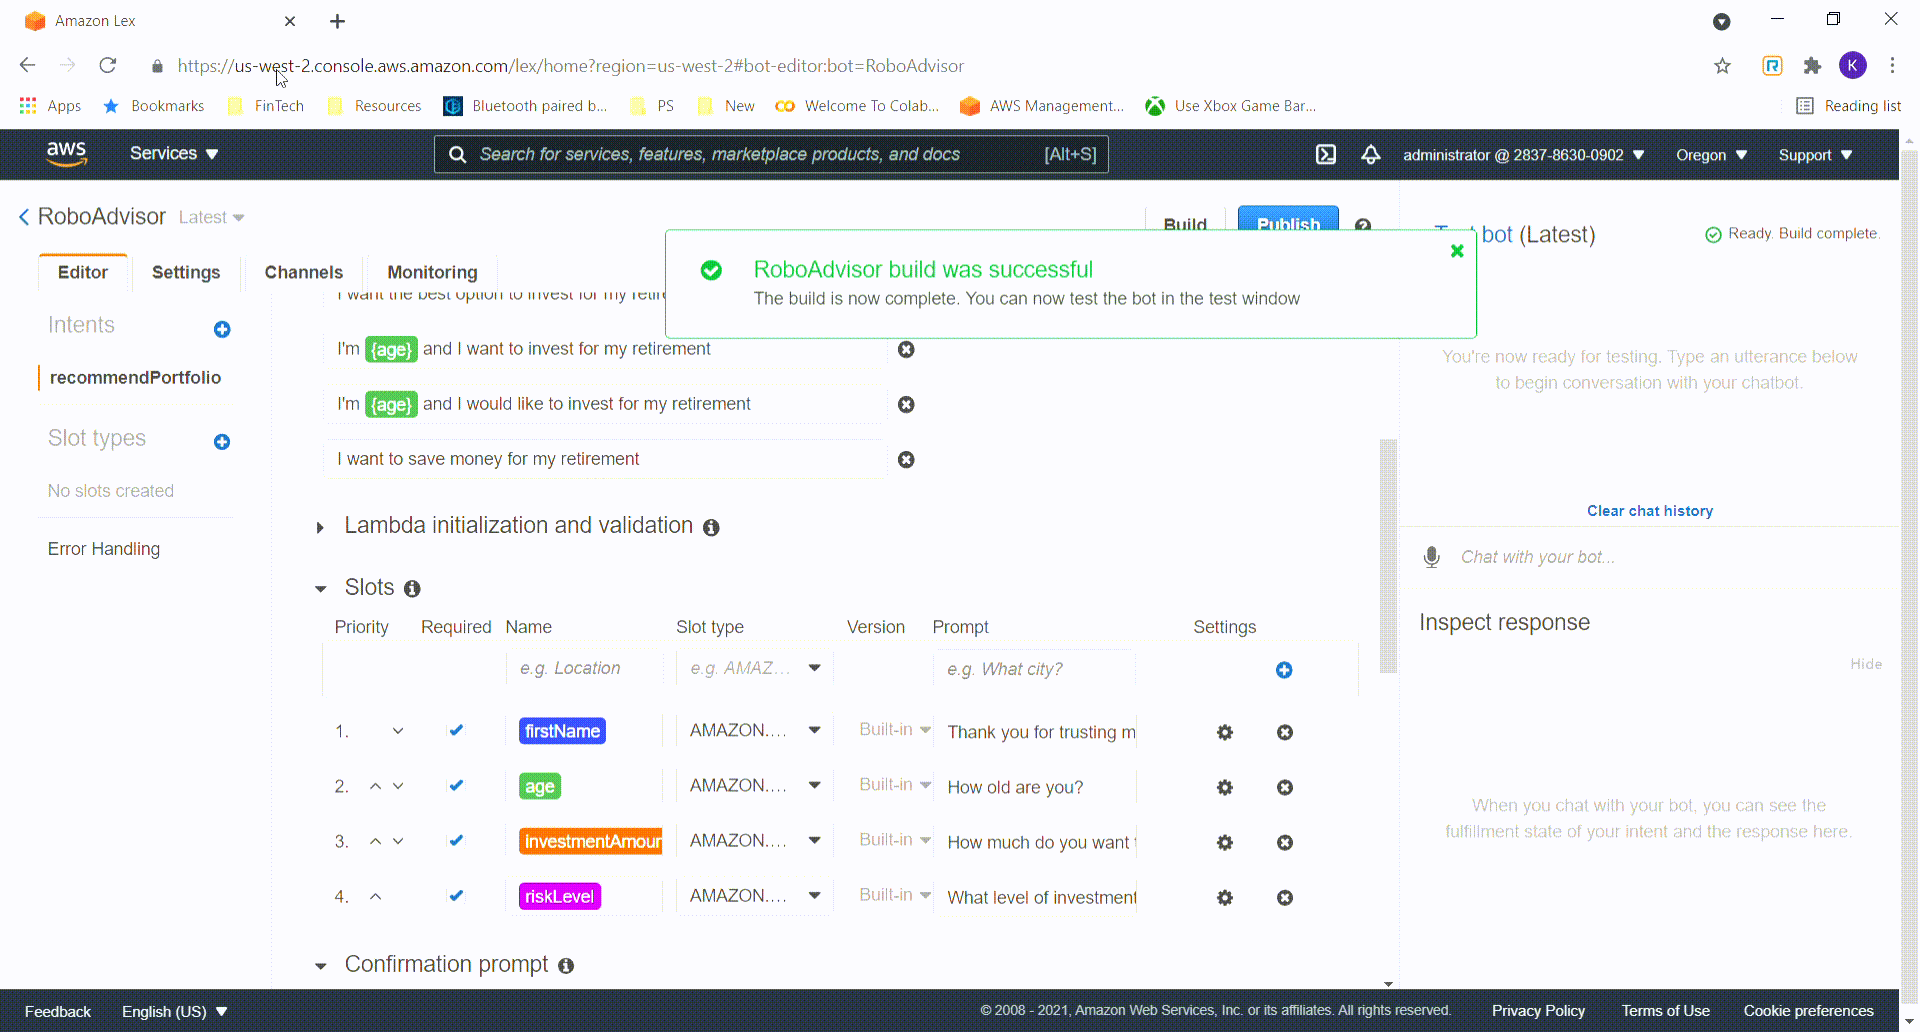 Amazon Lex
https://us-west-2.console.aws.amazon.com/lex/home?region=us-west-2#bot-editor:bot=RoboAdvisor
K
Apps Bookmarks FinTech Resources Bluetooth paired b... PS New Welcome To Colab... AWS Management... Use Xbox Game Bar... Reading list
aws Services Search for services, features, marketplace products, and docs [Alt+S] administrator @ 2837-8630-0902 Oregon Support
RoboAdvisor Latest
Build Publish
bot (Latest) Ready. Build complete.
Editor Settings Channels Monitoring
RoboAdvisor build was successful
The build is now complete. You can now test the bot in the test window
I want the best option to invest for my
Intents
I'm {age} and I want to invest for my retirement
You're now ready for testing. Type an utterance below
to begin conversation with your chatbot.
recommendPortfolio
I'm {age} and I would like to invest for my retirement
Slot types
I want to save money for my retirement
No slots created
Clear chat history
Lambda initialization and validation
Error Handling
Chat with your bot...
Slots
Inspect response
Priority Required Name Slot type Version Prompt Settings
Hide
e.g. Location e.g. AMAZ... e.g. What city?
1. firstName AMAZON.... Built-in Thank you for trusting m
2. age AMAZON.... Built-in How old are you?
When you chat with your bot, you can see the
fulfillment state of your intent and the response here.
3. investmentAmour AMAZON.... Built-in How much do you want
4. riskLevel AMAZON.... Built-in What level of investment
Confirmation prompt
Feedback English (US) © 2008 - 2021, Amazon Web Services, Inc. or its affiliates. All rights reserved. Privacy Policy Terms of Use Cookie preferences